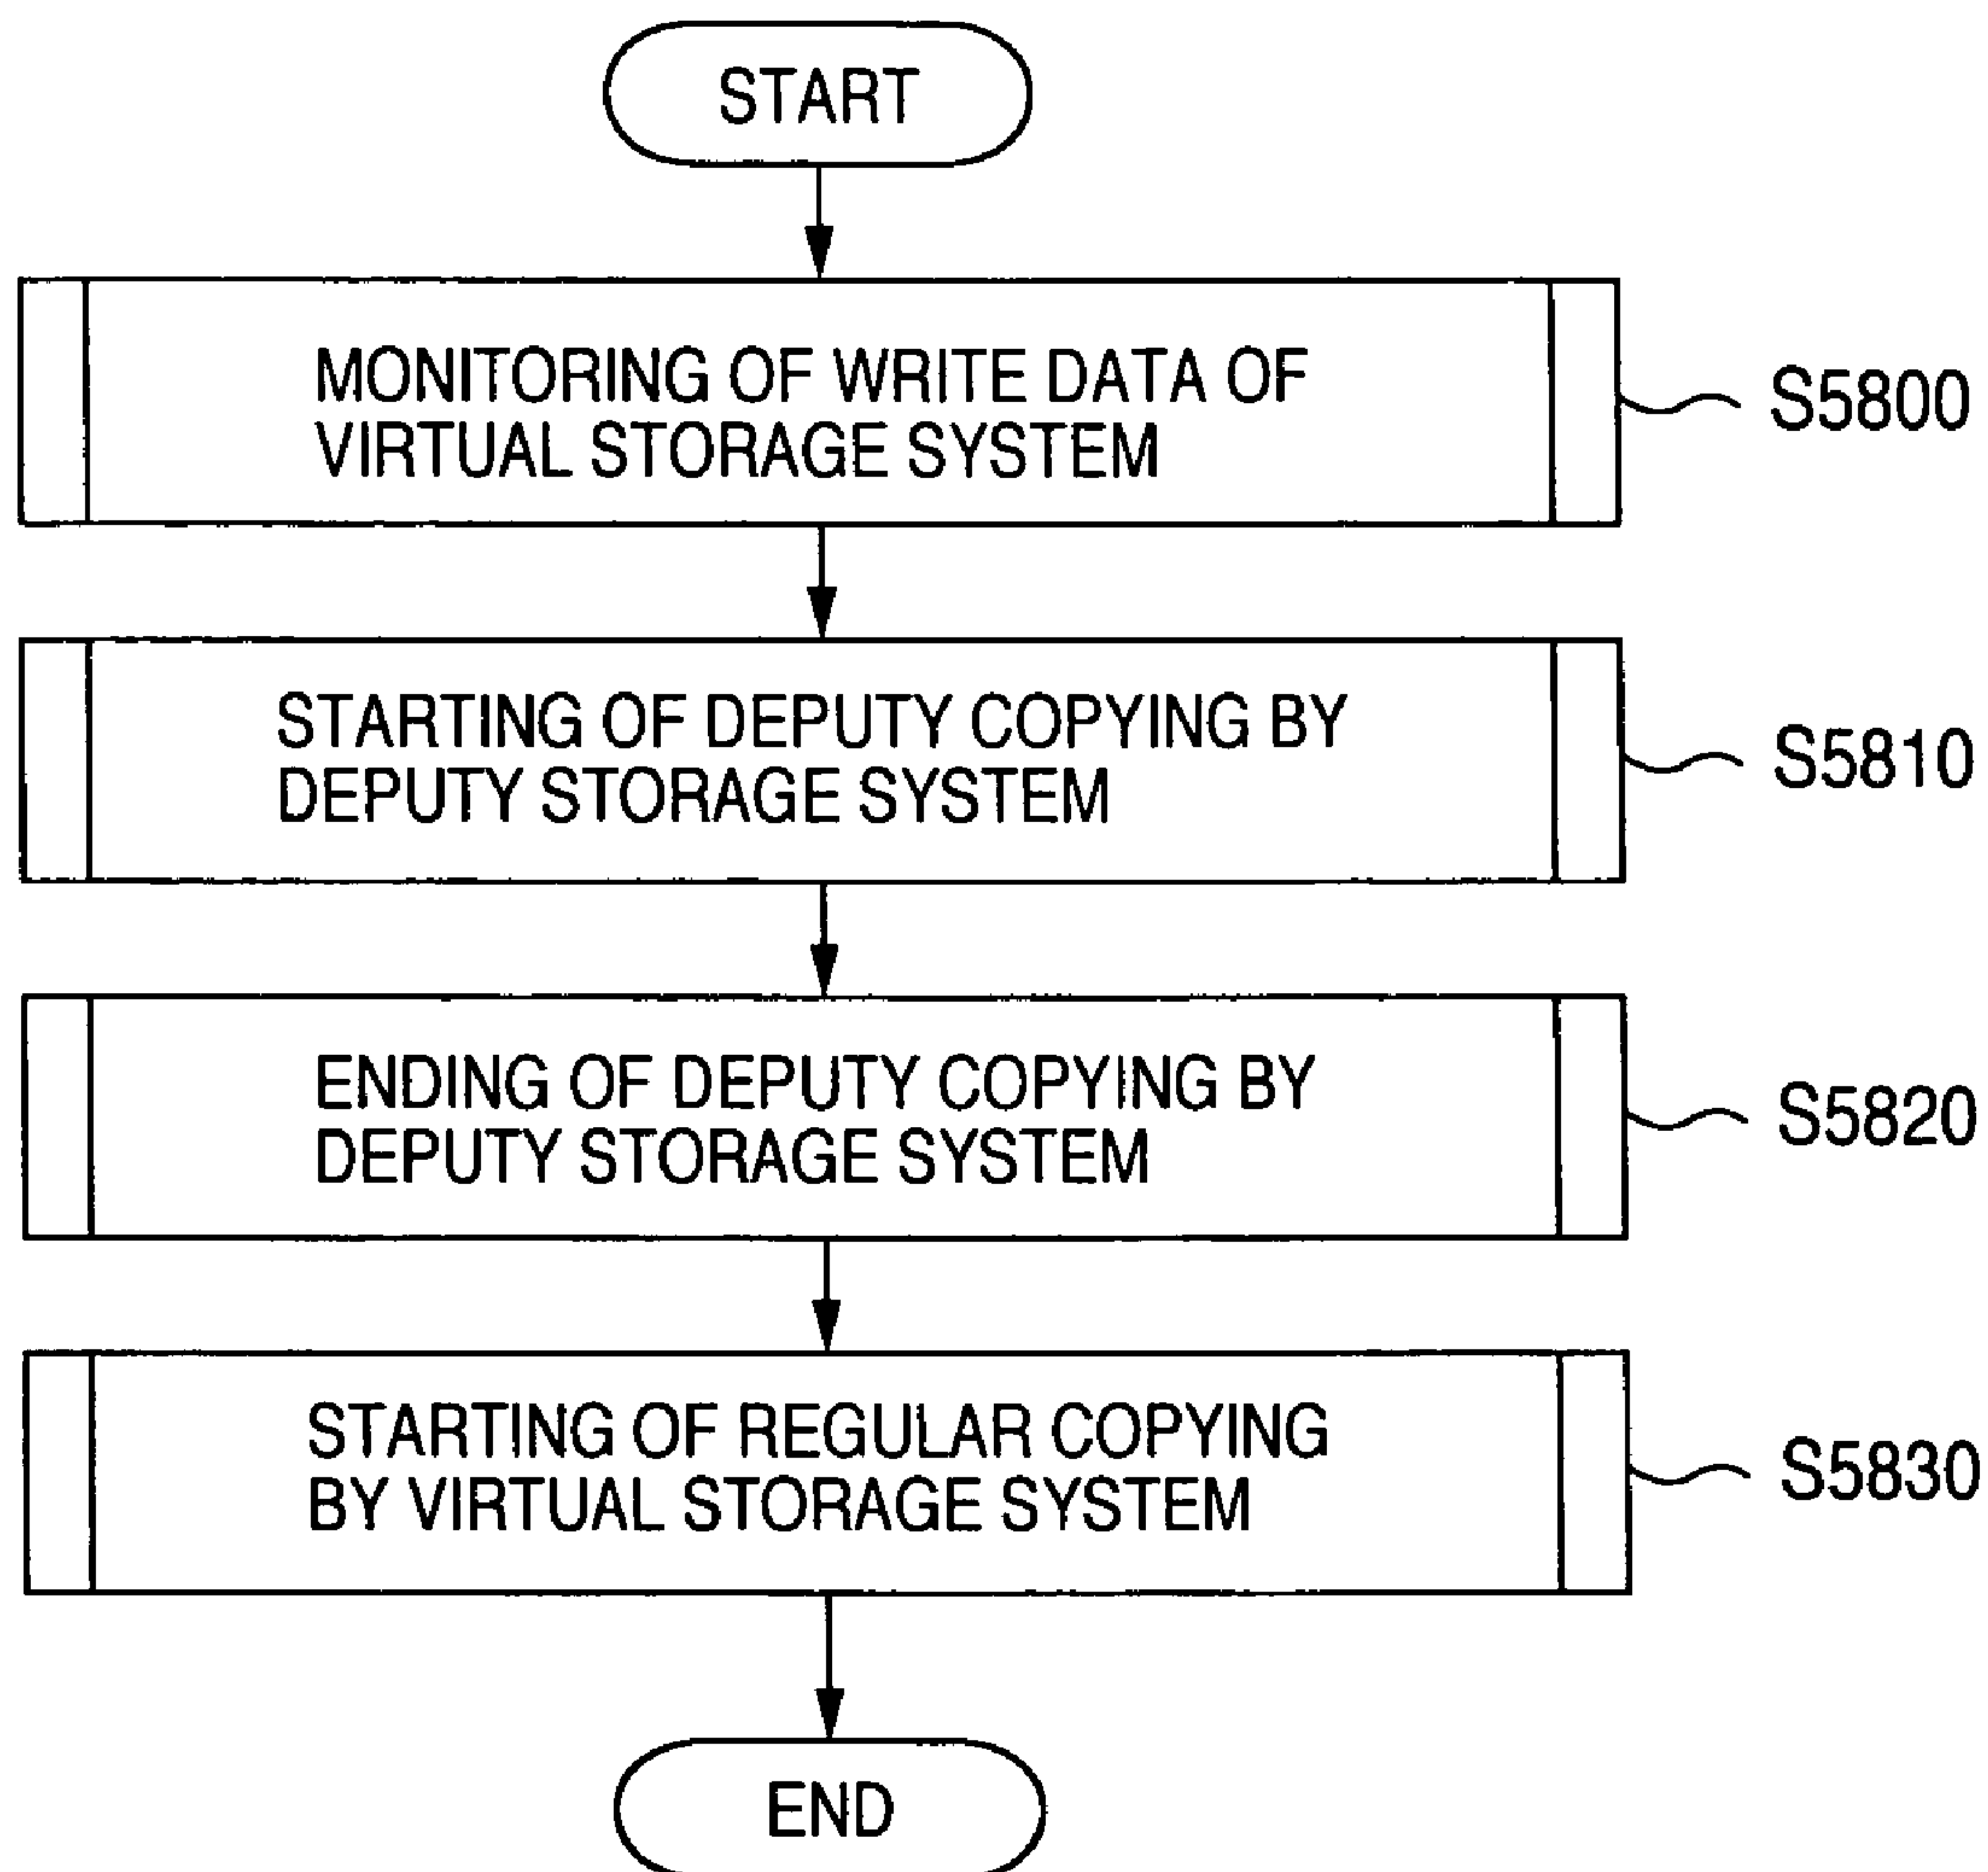 START
MONITORING OF WRITE DATA OF
VIRTUAL STORAGE SYSTEM
S5800
STARTING OF DEPUTY COPYING BY
DEPUTY STORAGE SYSTEM
S5810
ENDING OF DEPUTY COPYING BY
DEPUTY STORAGE SYSTEM
S5820
STARTING OF REGULAR COPYING
BY VIRTUAL STORAGE SYSTEM
S5830
END